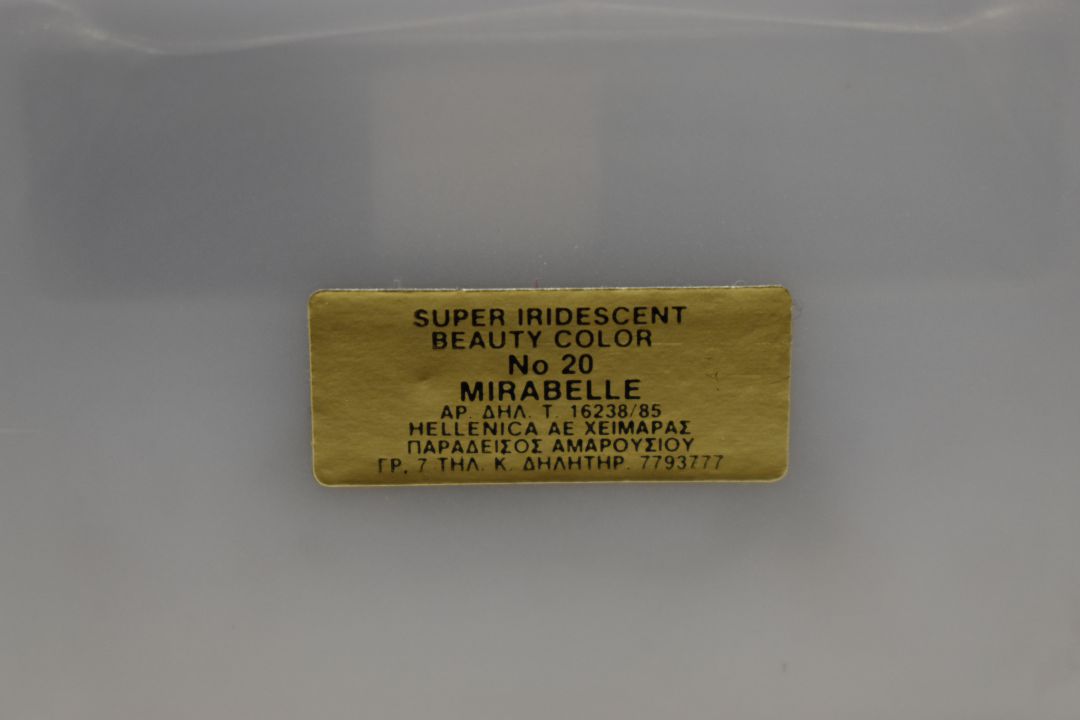 SUPER IRIDESCENT
BEAUTY COLOR
No 20
MIRABELLE
ΑΡ. ΔΗΛ. Τ. 16238/85
HELLENICA ΑΕ ΧΕΙΜΑΡΑΣ
ΠΑΡΑΔΕΙΣΟΣ ΑΜΑΡΟΥΣΙΟΥ
ΓΡ. 7 ΤΗΛ. Κ. ΔΗΛΗΤΗΡ. 7793777